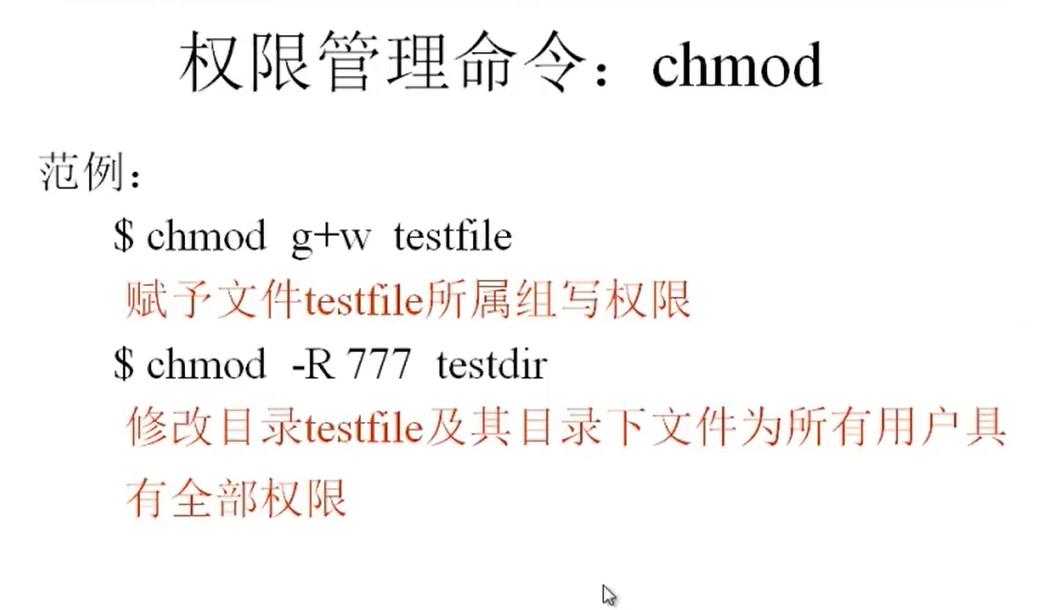 权限管理命令：chmod
范例：
$ chmod g+w testfile
赋予文件testfile所属组写权限
$ chmod -R 777 testdir
修改目录testfile及其目录下文件为所有用户具
有全部权限